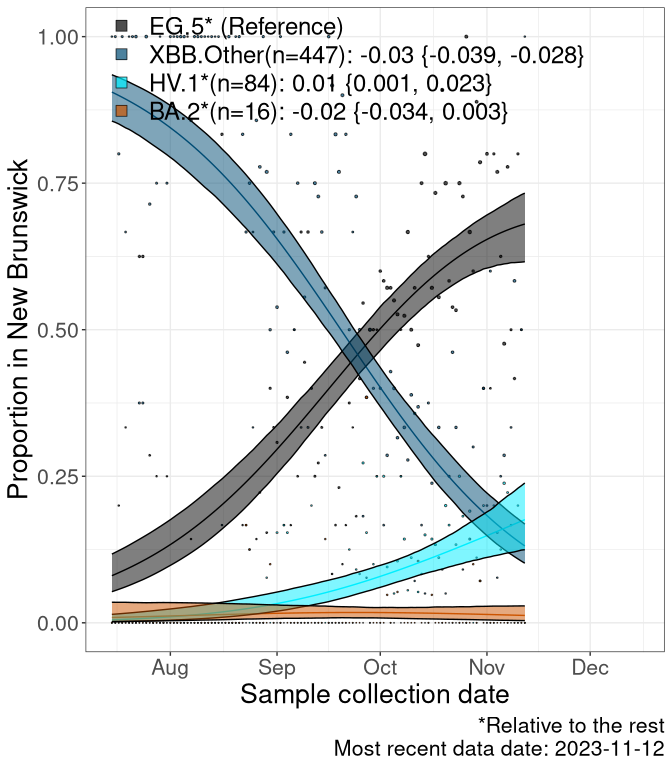 EG.5* (Reference)
XBB.Other(n=447): -0.03 {-0.039, -0.028}
HV.1*(n=84): 0.01 {0.001, 0.023}
BA.2*(n=16): -0.02 {-0.034, 0.003}
Proportion in New Brunswick
1.00
0.75
0.50
0.25
0.00
Aug Sep Oct Nov Dec
Sample collection date
*Relative to the rest
Most recent data date: 2023-11-12